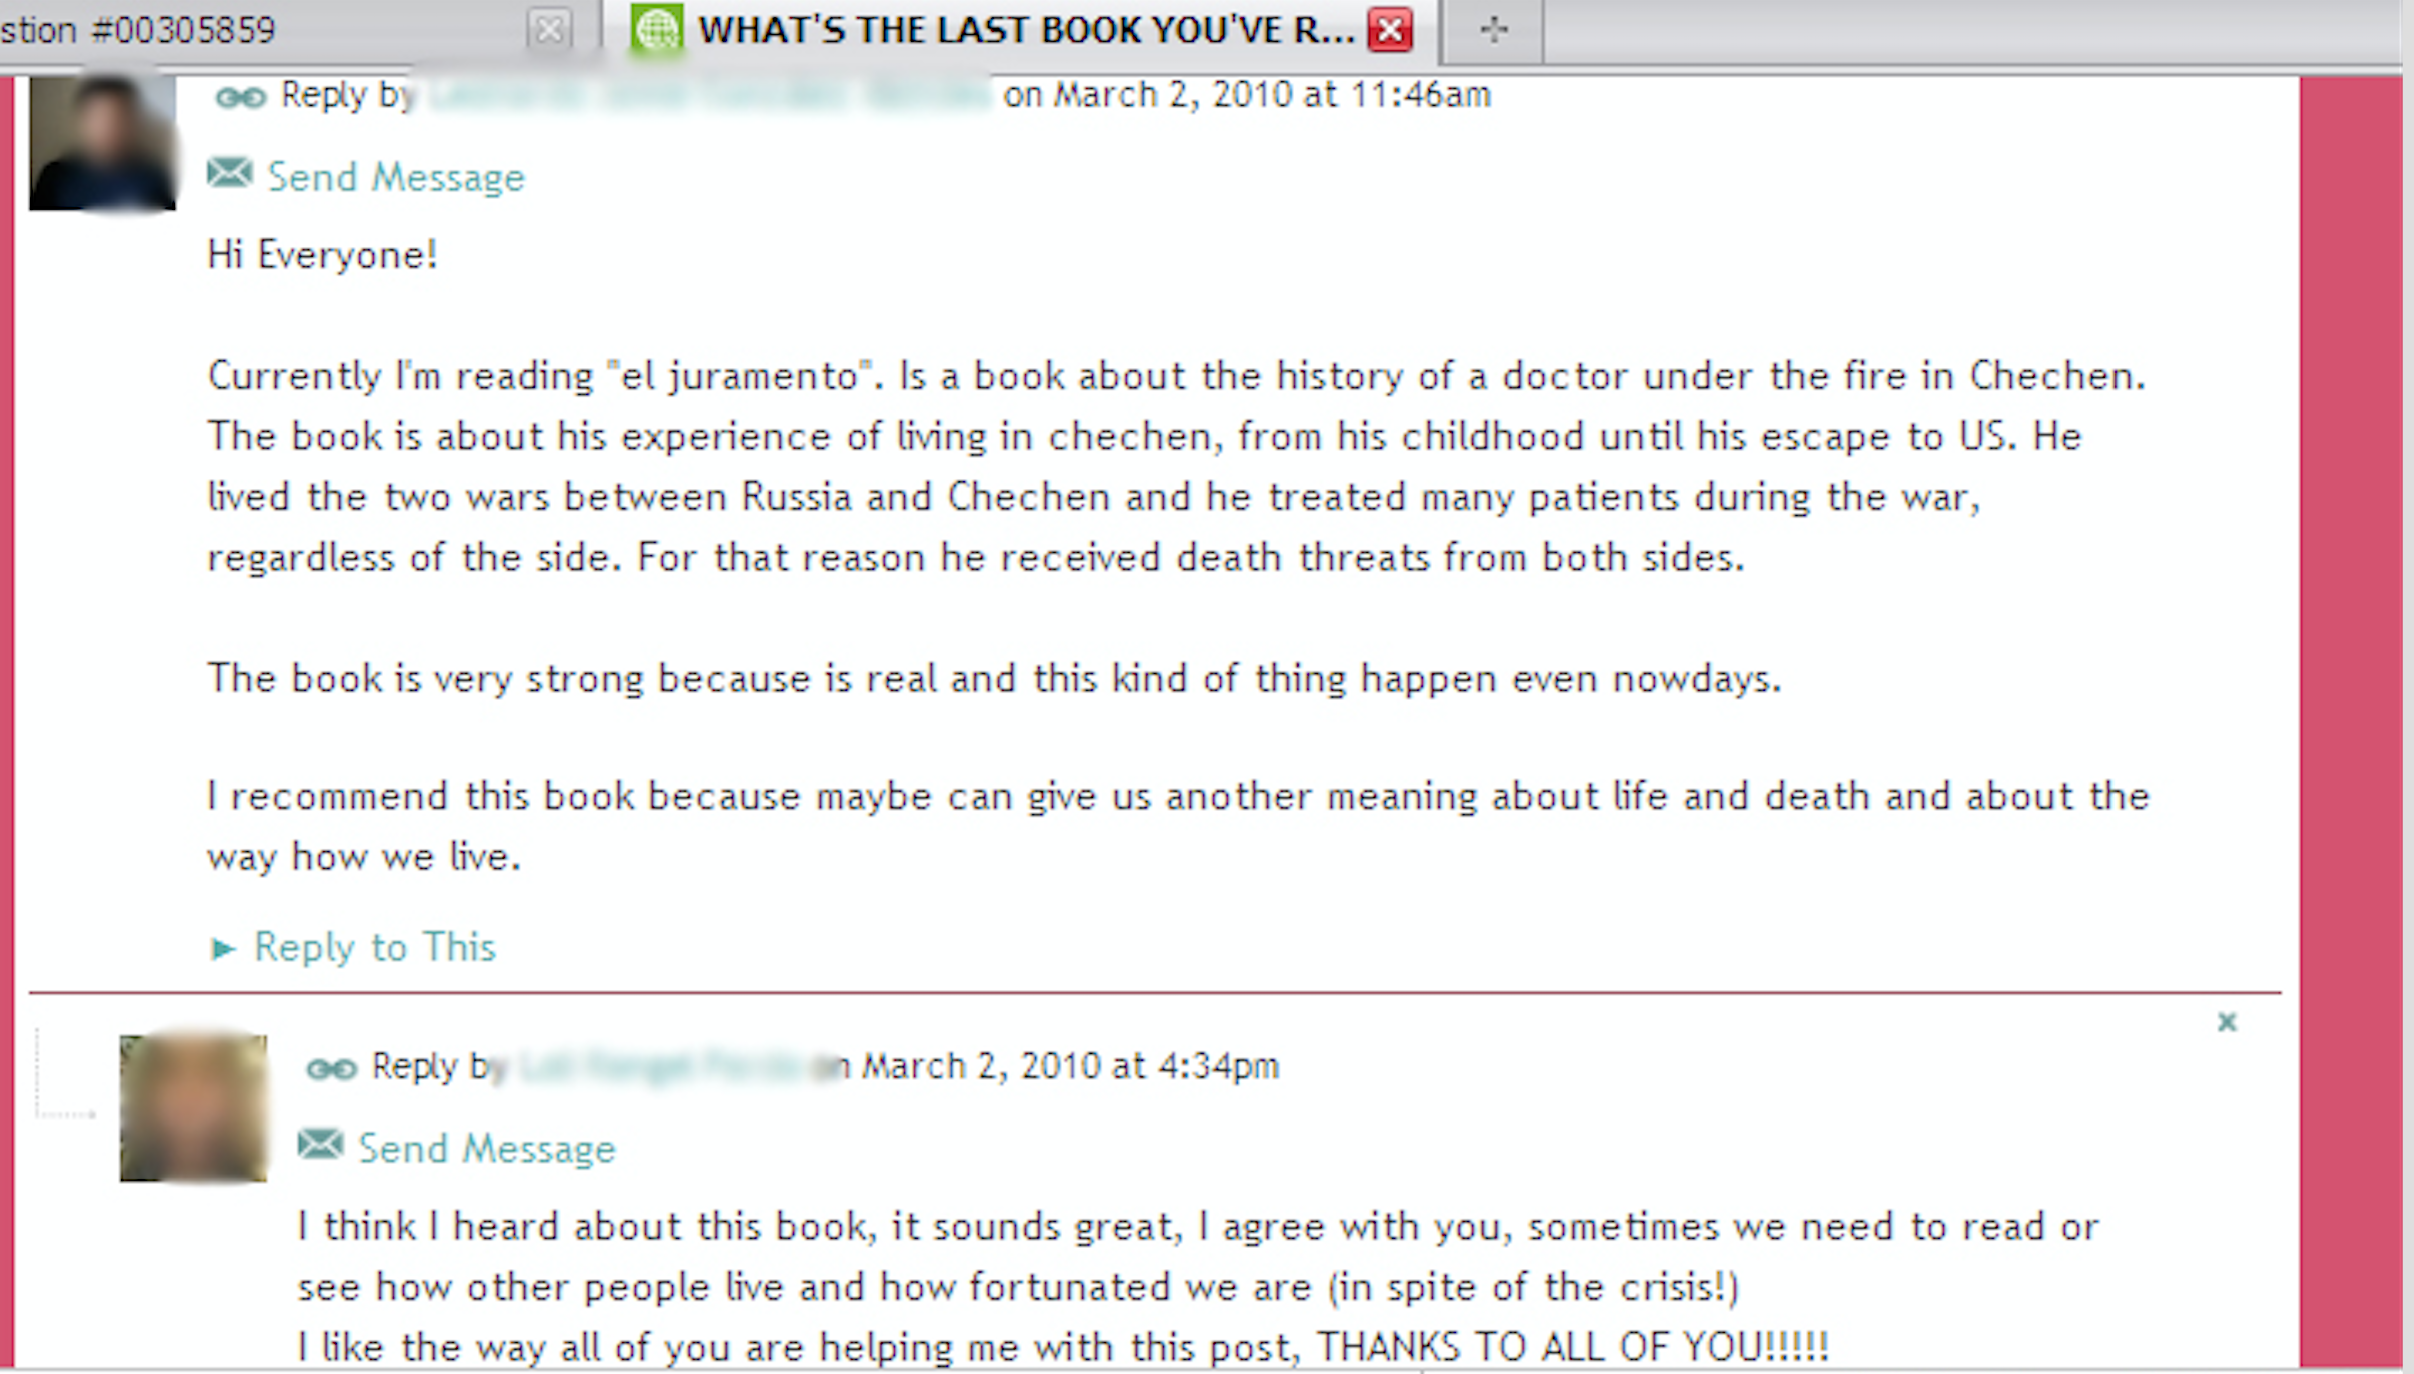 stion #00305859
WHAT'S THE LAST BOOK YOU'VE R...
Reply by on March 2, 2010 at 11:46am
Send Message
Hi Everyone!
Currently I'm reading "el juramento". Is a book about the history of a doctor under the fire in Chechen.
The book is about his experience of living in chechen, from his childhood until his escape to US. He
lived the two wars between Russia and Chechen and he treated many patients during the war,
regardless of the side. For that reason he received death threats from both sides.
The book is very strong because is real and this kind of thing happen even nowdays.
I recommend this book because maybe can give us another meaning about life and death and about the
way how we live.
► Reply to This
Reply by on March 2, 2010 at 4:34pm
Send Message
I think I heard about this book, it sounds great, I agree with you, sometimes we need to read or
see how other people live and how fortunated we are (in spite of the crisis!)
I like the way all of you are helping me with this post, THANKS TO ALL OF YOU!!!!!